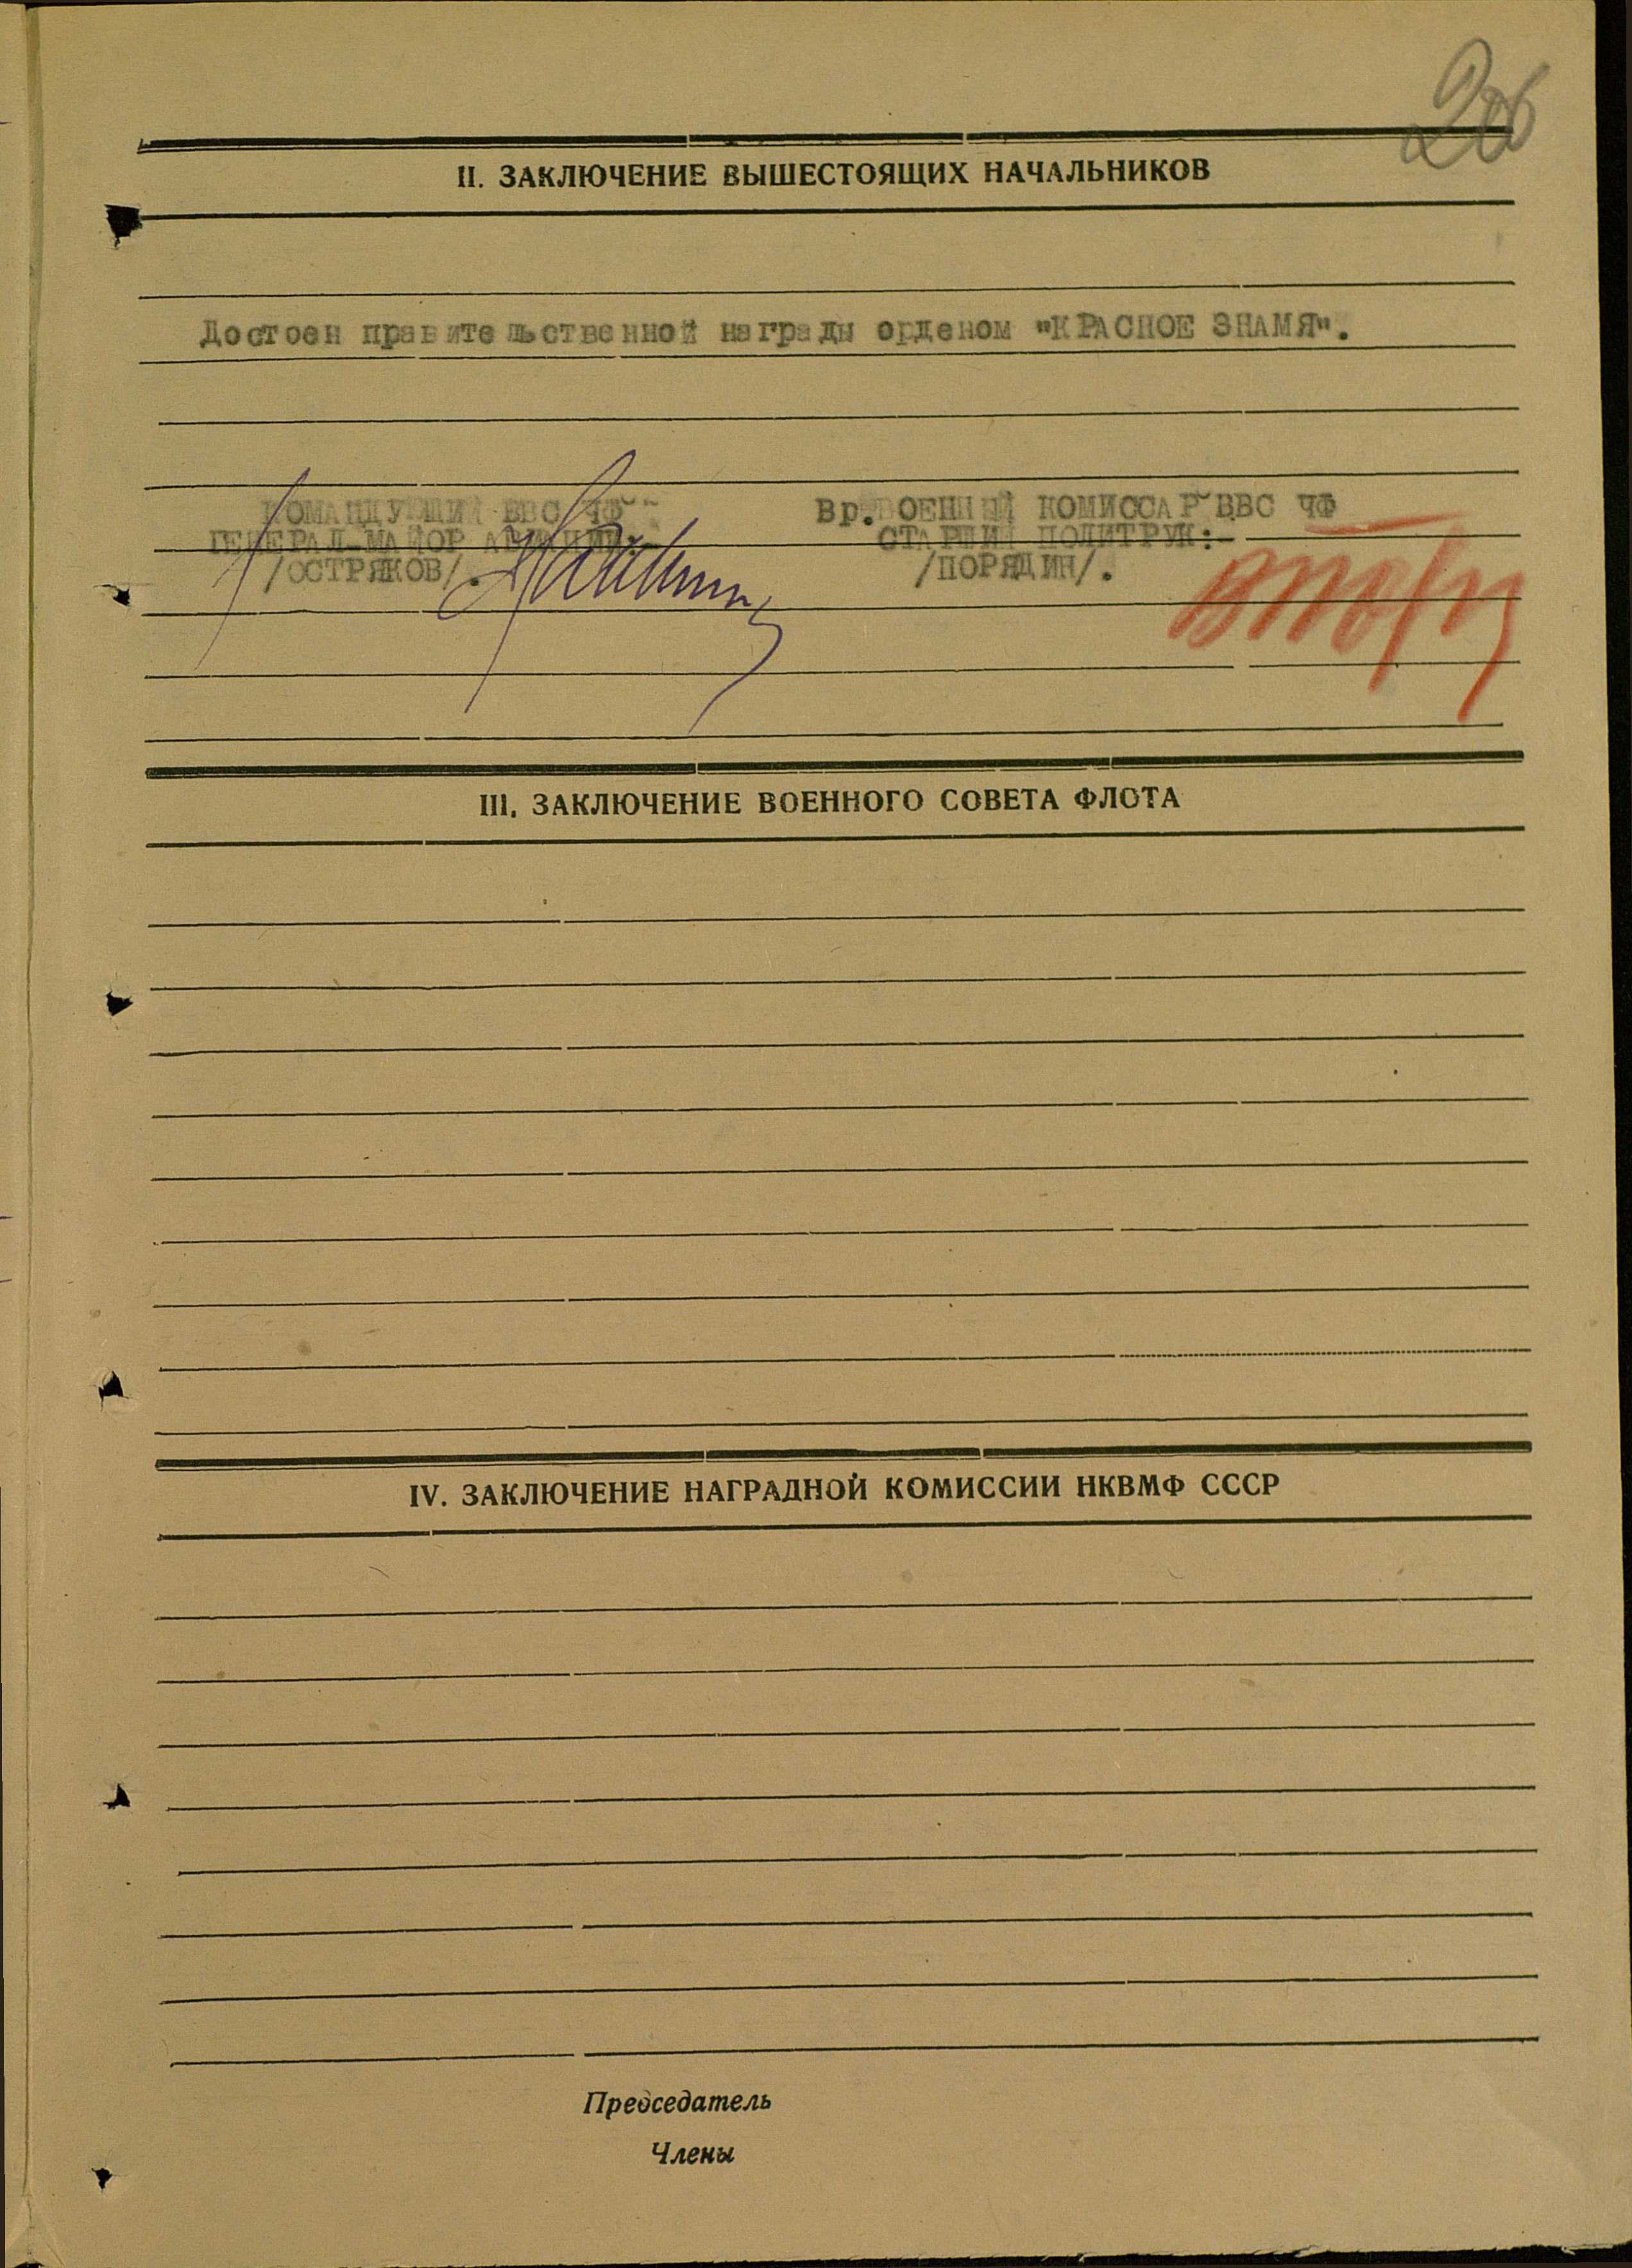 206
II. ЗАКЛЮЧЕНИЕ ВЫШЕСТОЯЩИХ НАЧАЛЬНИКОВ
Достоен правительственной награды орденом "КРАСНОЕ ЗНАМЯ".
КОМАНДУЮЩИЙ ВВС ЧФ
ГЕНЕРАЛ-МАЙОР АВИАЦИИ:-
/ОСТРЯКОВ/.
Вр.ВОЕННЫЙ КОМИССАР ВВС ЧФ
СТАРШИЙ ПОЛИТРУК:-
/ПОРЯДИН/.
III. ЗАКЛЮЧЕНИЕ ВОЕННОГО СОВЕТА ФЛОТА
IV. ЗАКЛЮЧЕНИЕ НАГРАДНОЙ КОМИССИИ НКВМФ СССР
Председатель
Члены